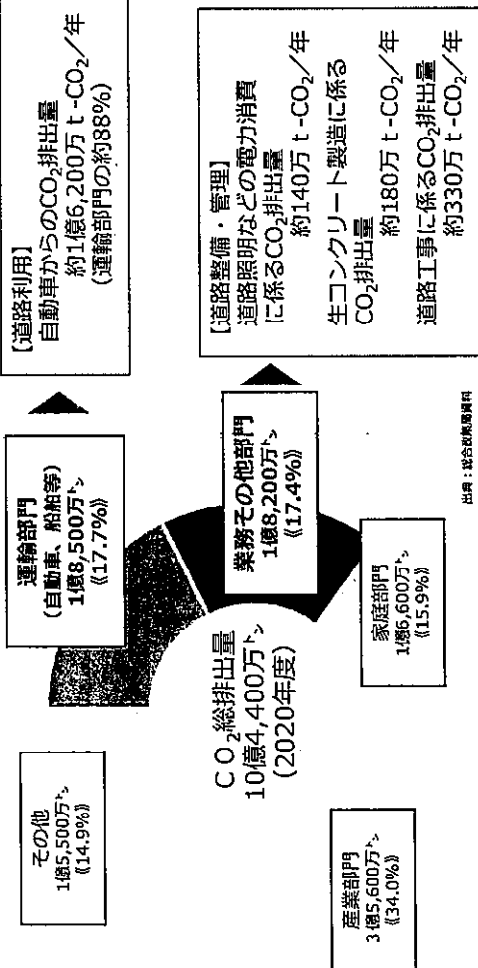 その他
1億5,500万㌧
《14.9%》
運輸部門
(自動車、船舶等)
1億8,500万㌧
《17.7%》
【道路利用】
自動車からのCO₂排出量
約1億6,200万ｔ-CO₂／年
(運輸部門の約88%)
CO₂総排出量
10億4,400万㌧
(2020年度)
業務その他部門
1億8,200万㌧
《17.4%》
【道路整備・管理】
道路照明などの電力消費
に係るCO₂排出量
約140万ｔ-CO₂／年
生コンクリート製造に係る
CO₂排出量
約180万ｔ-CO₂／年
道路工事に係るCO₂排出量
約330万ｔ-CO₂／年
産業部門
3億5,600万㌧
《34.0%》
家庭部門
1億6,600万㌧
《15.9%》
出典：総合政策局資料